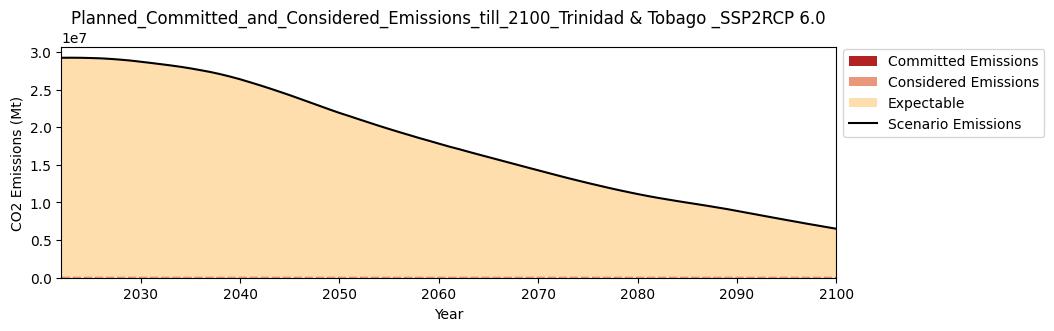 Planned_Committed_and_Considered_Emissions_till_2100_Trinidad & Tobago _SSP2RCP 6.0
1e7
3.0
2.5
2.0
1.5
1.0
0.5
0.0
CO2 Emissions (Mt)
2030 2040 2050 2060 2070 2080 2090 2100
Year
Committed Emissions
Considered Emissions
Expectable
Scenario Emissions